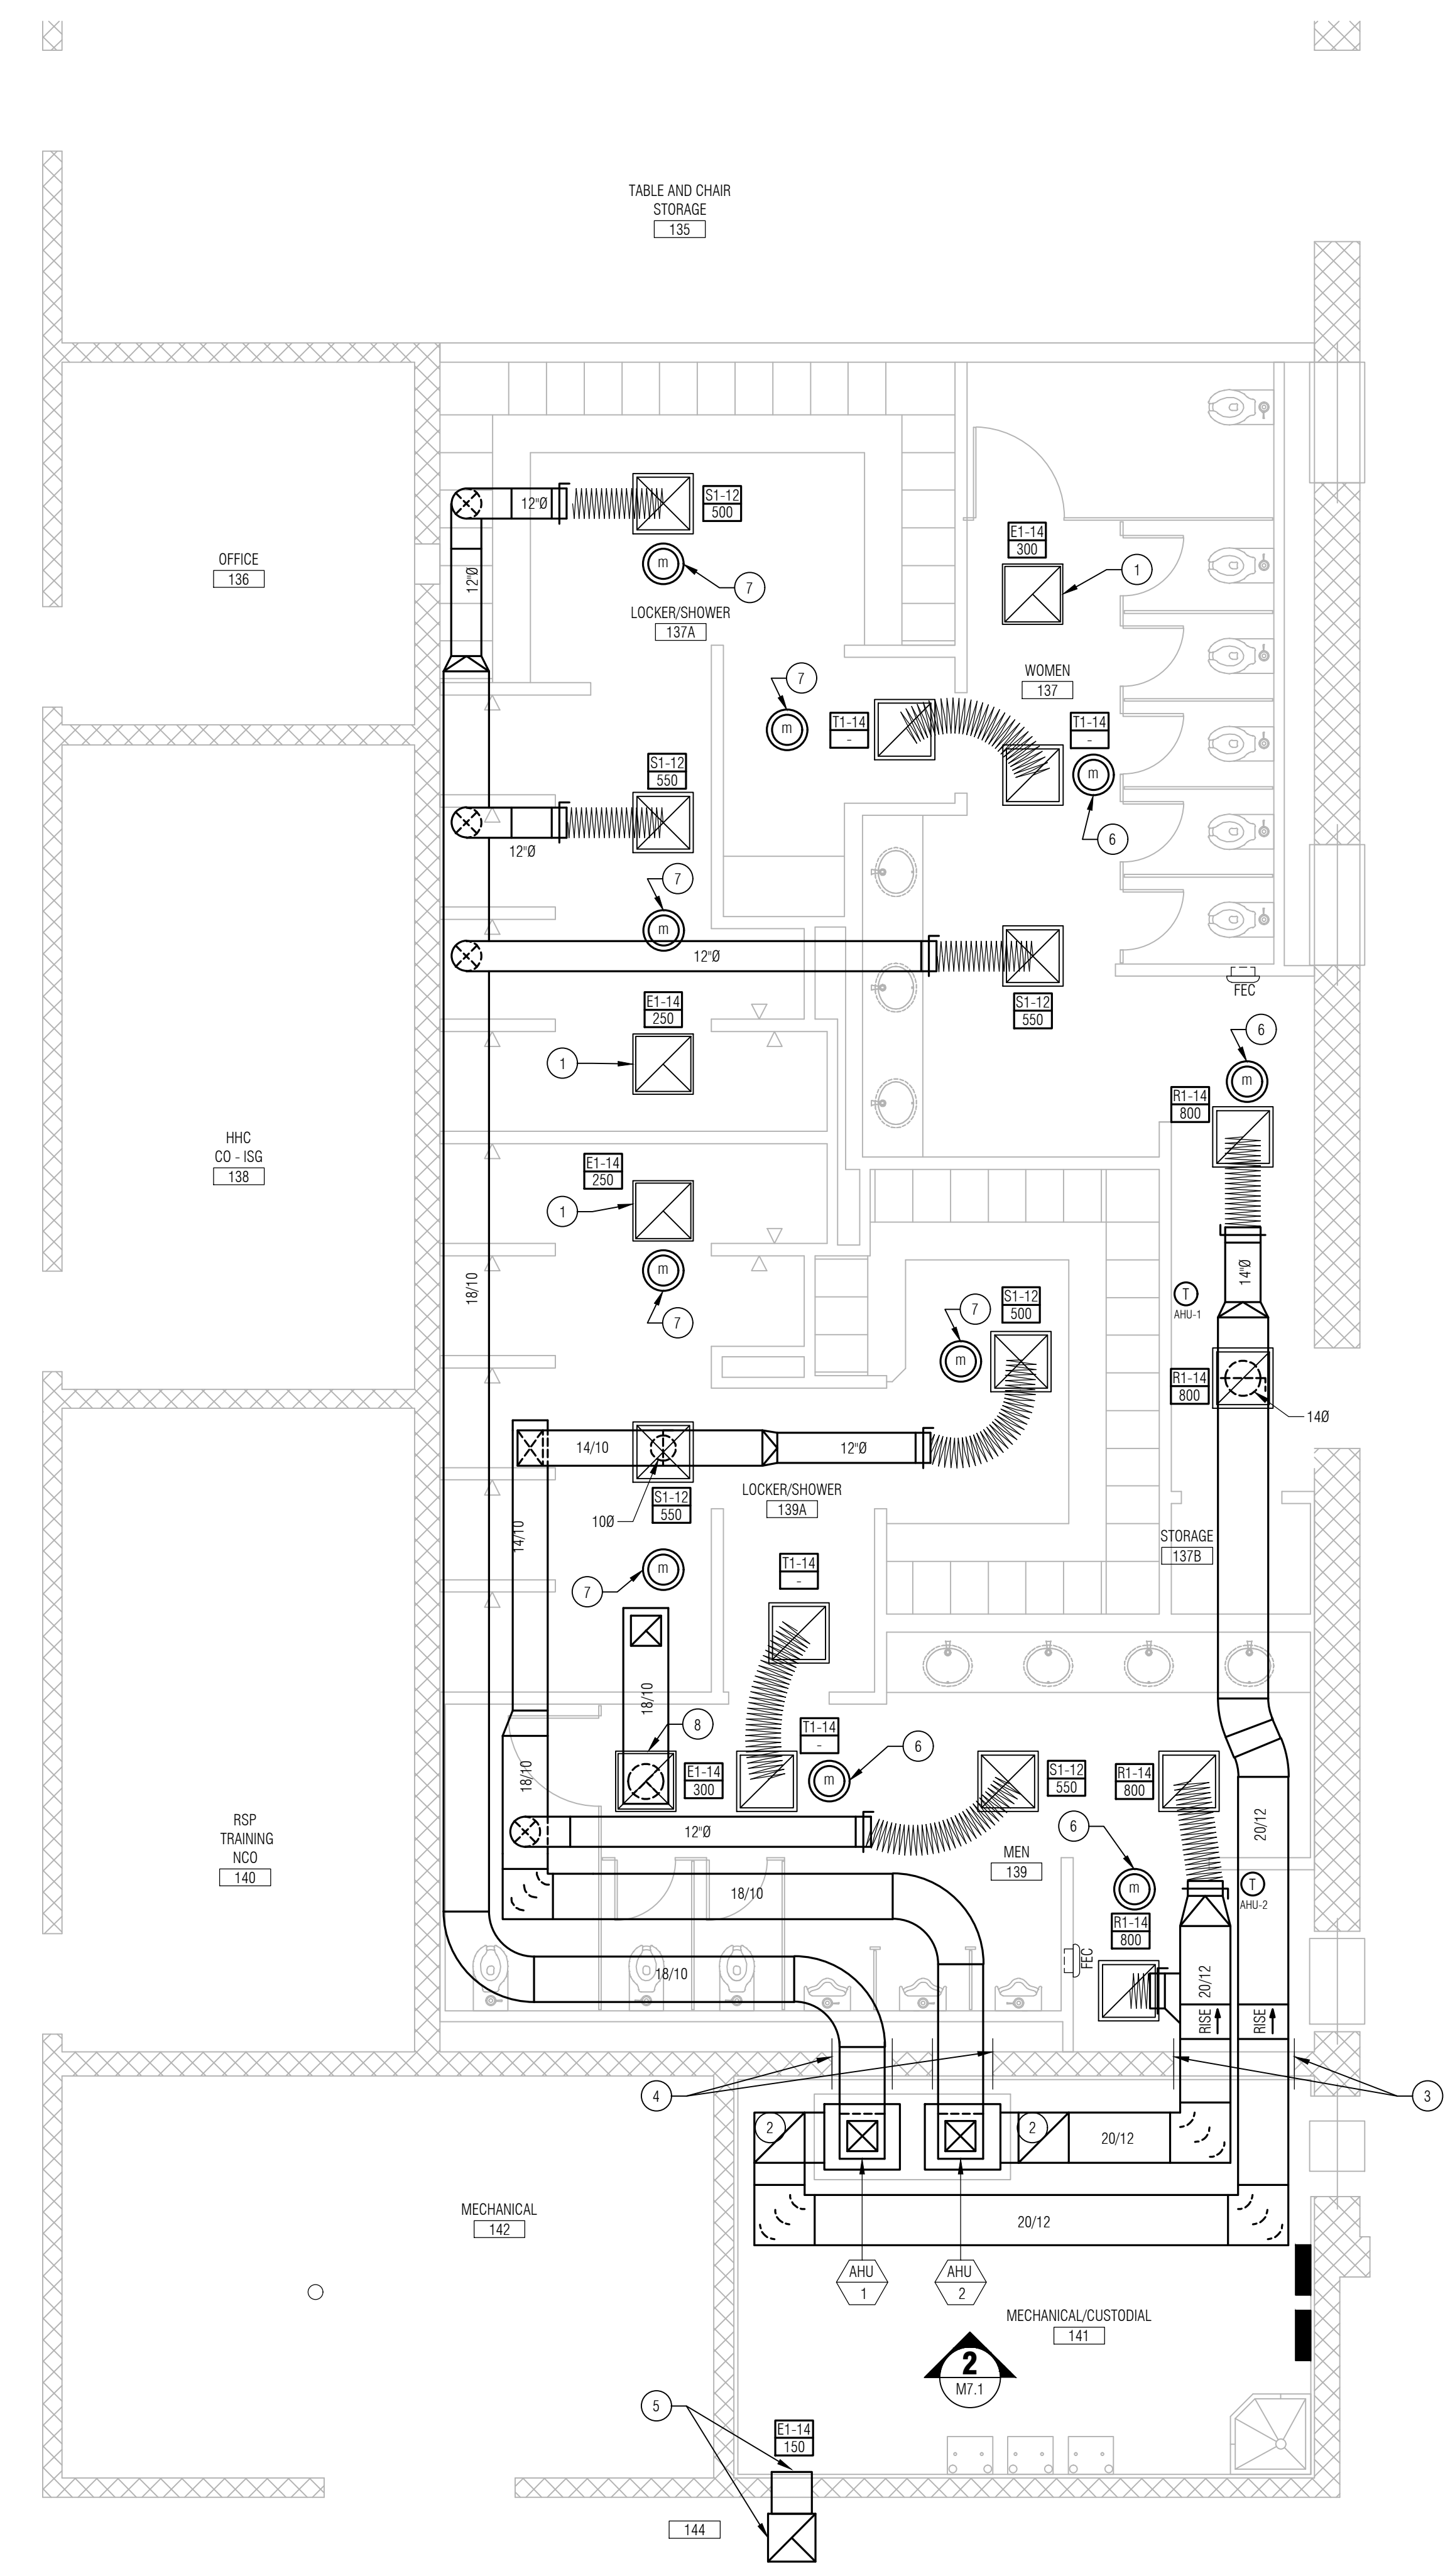 TABLE AND CHAIR
STORAGE
135
12"Ø
S1-12
500
m
7
12"Ø
OFFICE
136
LOCKER/SHOWER
137A
E1-14
300
1
WOMEN
137
7
m
T1-14
-
T1-14
-
m
6
S1-12
550
12"Ø
7
m
12"Ø
S1-12
550
FEC
E1-14
250
1
6
m
R1-14
800
HHC
CO - ISG
138
E1-14
250
1
m
7
18/10
14"Ø
T
AHU-1
S1-12
500
7
m
R1-14
800
14Ø
14/10
12"Ø
LOCKER/SHOWER
139A
S1-12
550
10Ø
14/10
m
7
STORAGE
137B
T1-14
-
18/10
8
E1-14
300
T1-14
-
m
6
S1-12
550
R1-14
800
18/10
12"Ø
RSP
TRAINING
NCO
140
MEN
139
6
m
R1-14
800
20/12
T
AHU-2
18/10
18/10
FEC
20/12
RISE
RISE
4
3
2
2
20/12
20/12
MECHANICAL
142
AHU
1
AHU
2
MECHANICAL/CUSTODIAL
141
2
M7.1
5
E1-14
150
144